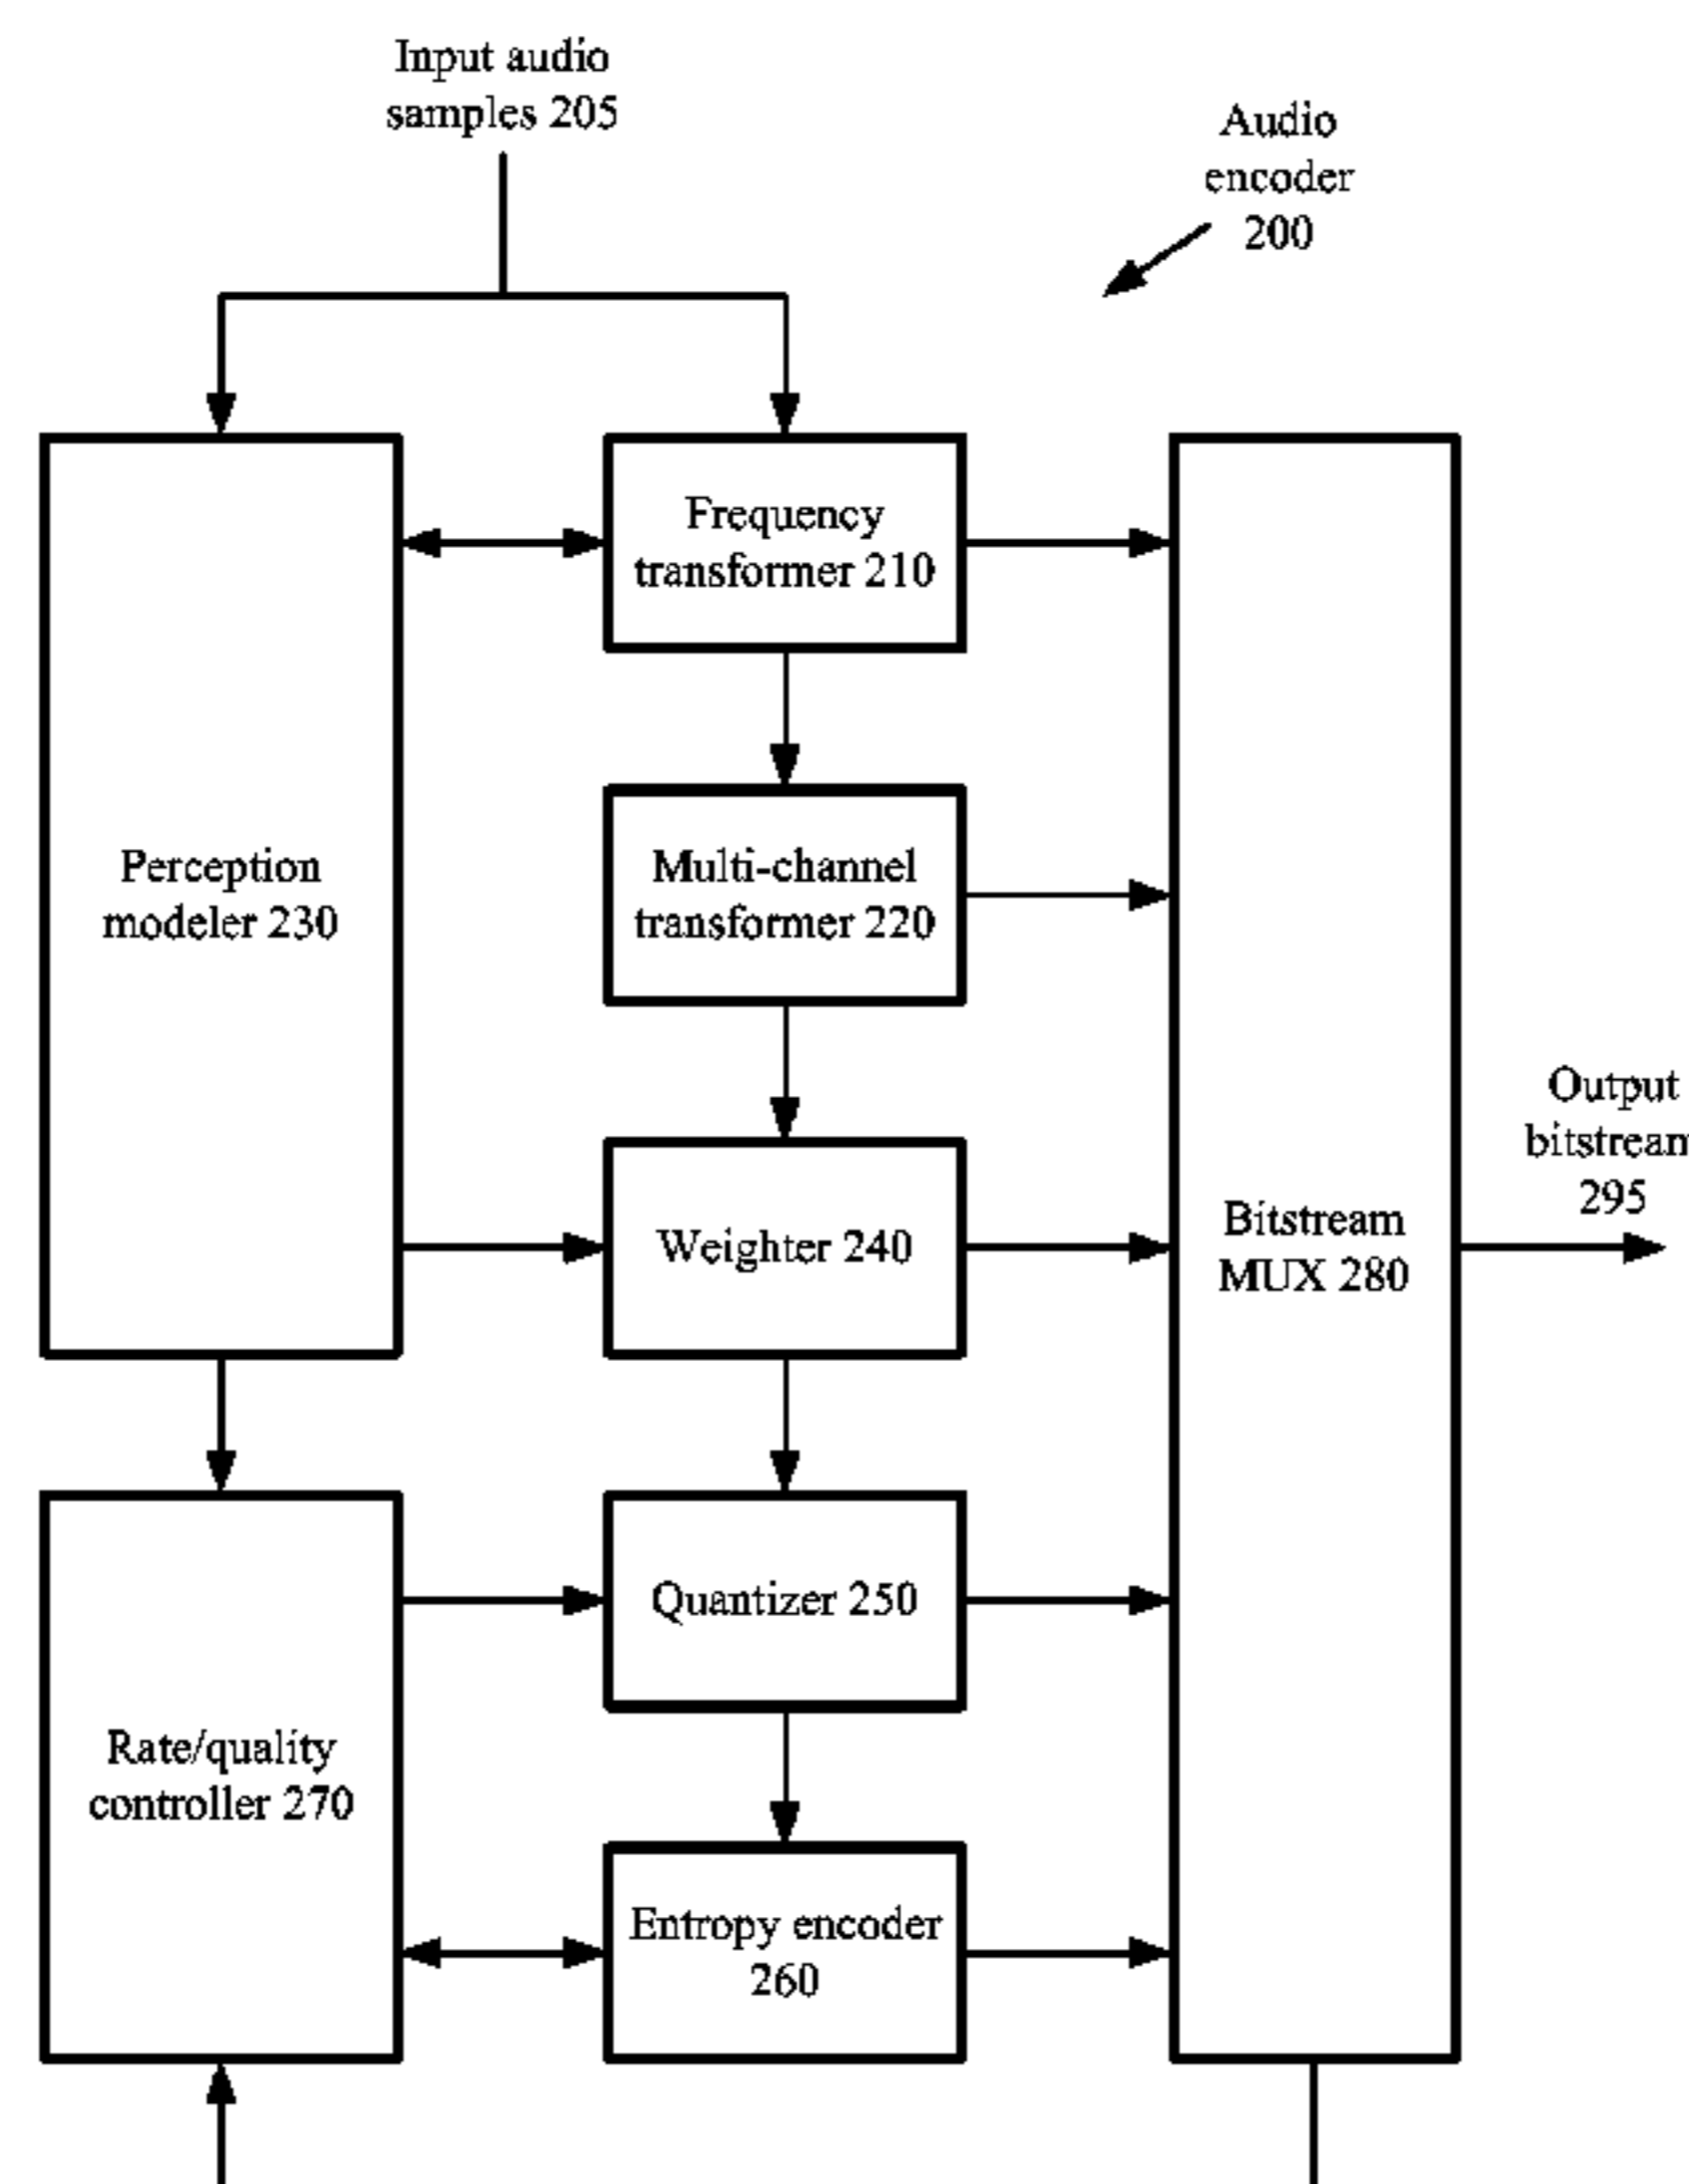 Input audio
samples 205
Audio
encoder
200
Frequency
transformer 210
Perception
modeler 230
Multi-channel
transformer 220
Output
bitstream
295
Weighter 240
Bitstream
MUX 280
Quantizer 250
Rate/quality
controller 270
Entropy encoder
260